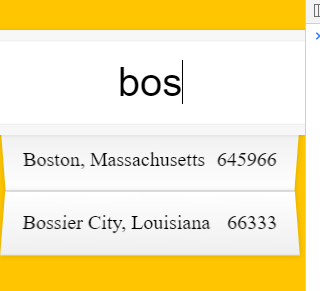 bos
Boston, Massachusetts 645966
Bossier City, Louisiana 66333